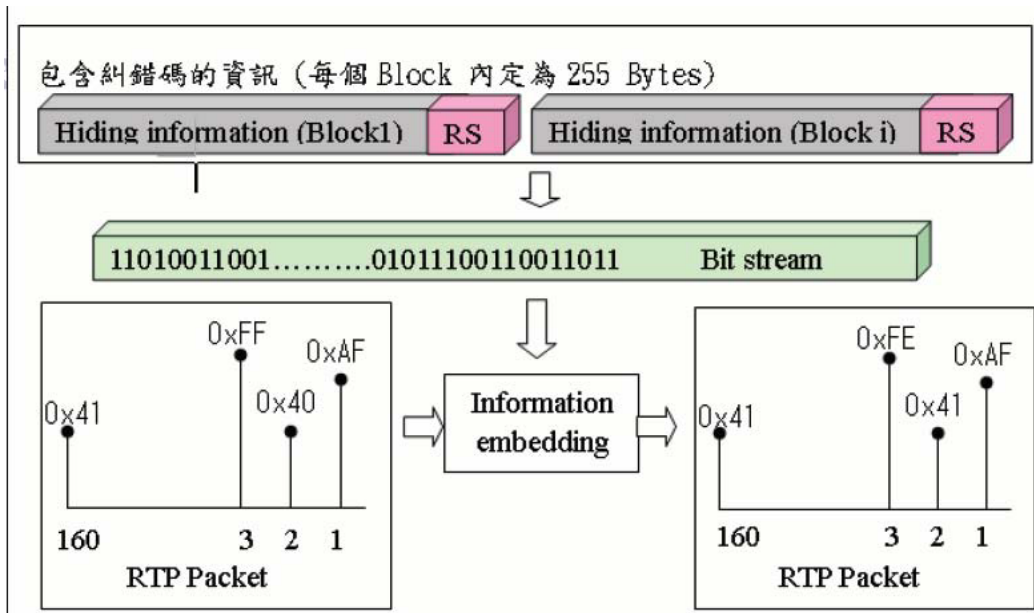 包含糾錯碼的資訊 (每個 Block 內定為 255 Bytes)
Hiding information (Block1) RS Hiding information (Block i) RS
11010011001..........01011100110011011 Bit stream
0x41 0xFF 0x40 0xAF
160 3 2 1
RTP Packet
Information
embedding
0x41 0xFE 0x41 0xAF
160 3 2 1
RTP Packet